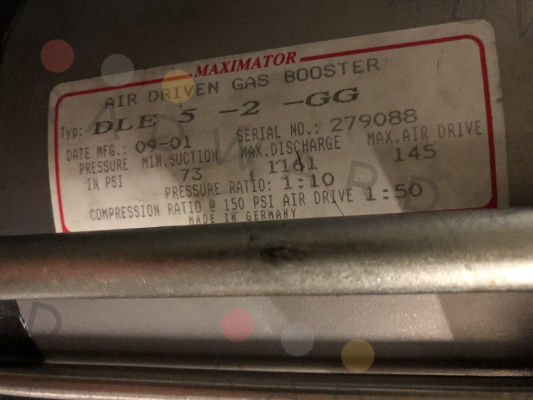 MAXIMATOR
AIR DRIVEN GAS BOOSTER
Typ: DLE 5 -2 -GG
DATE MFG.: 09-01 SERIAL NO.: 279088
PRESSURE MIN.SUCTION MAX.DISCHARGE MAX.AIR DRIVE
IN PSI 73 145
PRESSURE RATIO: 1:10
COMPRESSION RATIO @ 150 PSI AIR DRIVE 1:50
MADE IN GERMANY